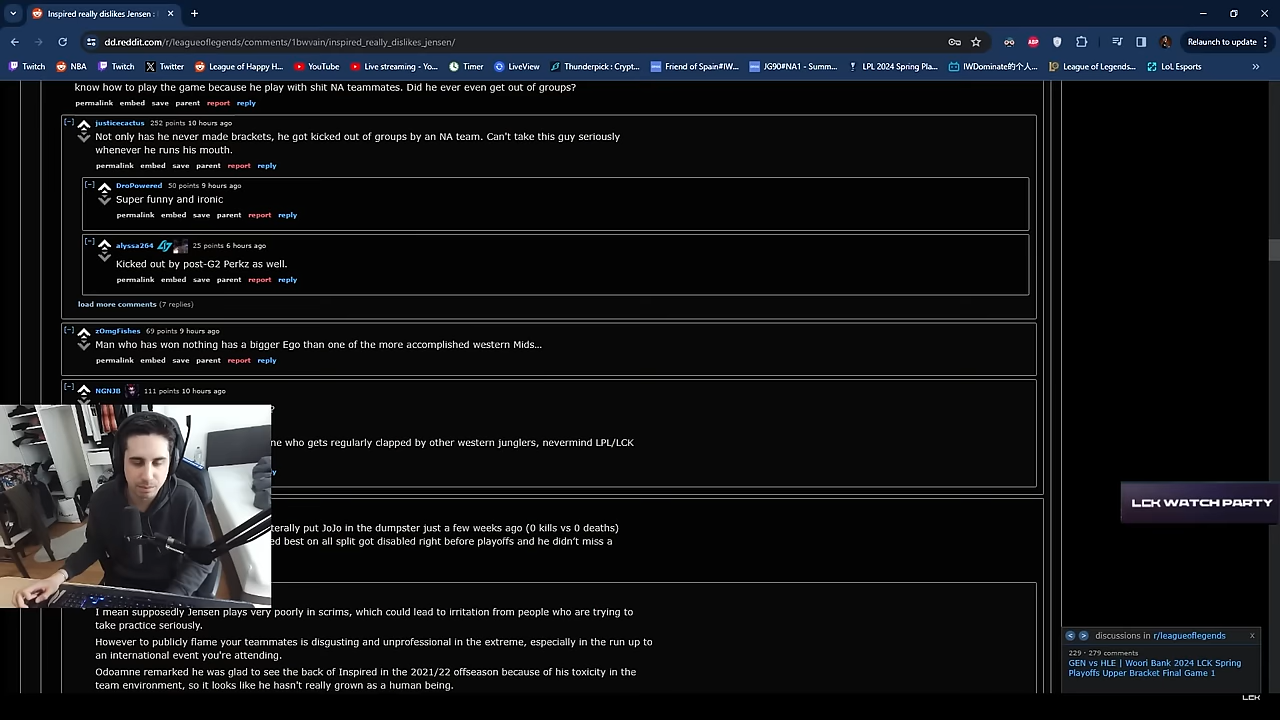 Inspired really dislikes Jensen :
dd.reddit.com/r/leagueoflegends/comments/1bwvain/inspired_really_dislikes_jensen/
Relaunch to update
Twitch NBA Twitch Twitter League of Happy H... YouTube Live streaming - Yo... Timer LiveView Thunderpick : Crypt... Friend of Spain#IW... JG90#NA1 - Summ... LPL 2024 Spring Pla... IWDominate的个人... League of Legends... LoL Esports
know how to play the game because he play with shit NA teammates. Did he ever even get out of groups?
permalink embed save parent report reply
[-] justicecactus 252 points 10 hours ago
Not only has he never made brackets, he got kicked out of groups by an NA team. Can't take this guy seriously
whenever he runs his mouth.
permalink embed save parent report reply
[-] DroPowered 50 points 9 hours ago
Super funny and ironic
permalink embed save parent report reply
[-] alyssa264 25 points 6 hours ago
Kicked out by post-G2 Perkz as well.
permalink embed save parent report reply
load more comments (7 replies)
[-] zOmgFishes 69 points 9 hours ago
Man who has won nothing has a bigger Ego than one of the more accomplished western Mids...
permalink embed save parent report reply
[-] NGNJB 111 points 10 hours ago
?
ne who gets regularly clapped by other western junglers, nevermind LPL/LCK
LCK WATCH PARTY
terally put JoJo in the dumpster just a few weeks ago (0 kills vs 0 deaths)
ed best on all split got disabled right before playoffs and he didn't miss a
I mean supposedly Jensen plays very poorly in scrims, which could lead to irritation from people who are trying to
take practice seriously.
However to publicly flame your teammates is disgusting and unprofessional in the extreme, especially in the run up to
an international event you're attending.
Odoamne remarked he was glad to see the back of Inspired in the 2021/22 offseason because of his toxicity in the
team environment, so it looks like he hasn't really grown as a human being.
discussions in r/leagueoflegends X
229 · 279 comments
GEN vs HLE | Woori Bank 2024 LCK Spring
Playoffs Upper Bracket Final Game 1
LCK